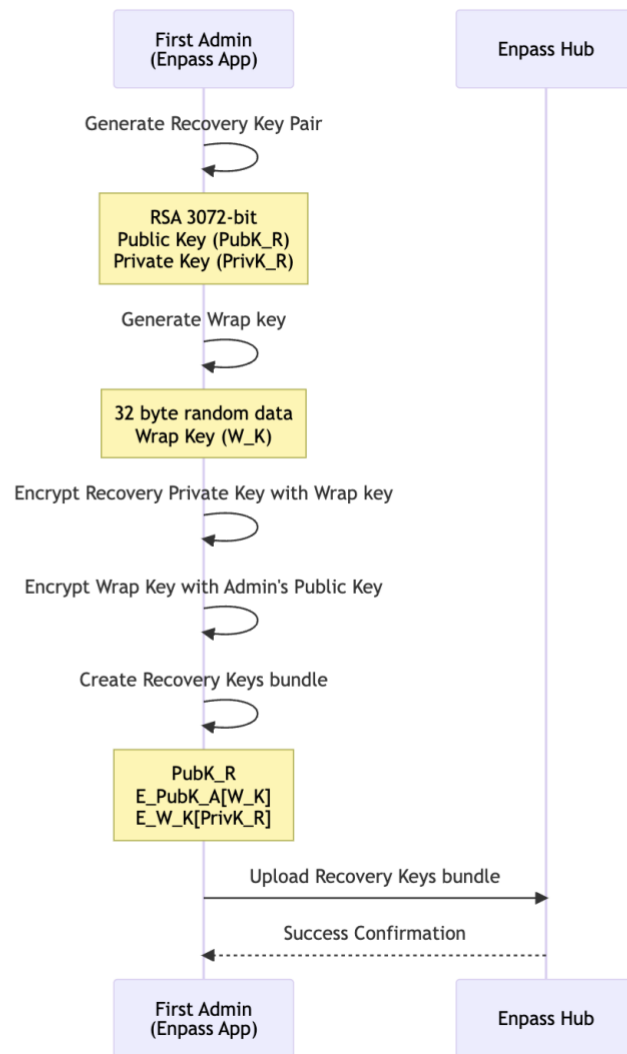 First Admin
(Enpass App)
Enpass Hub
Generate Recovery Key Pair
RSA 3072-bit
Public Key (PubK_R)
Private Key (PrivK_R)
Generate Wrap key
32 byte random data
Wrap Key (W_K)
Encrypt Recovery Private Key with Wrap key
Encrypt Wrap Key with Admin's Public Key
Create Recovery Keys bundle
PubK_R
E_PubK_A[W_K]
E_W_K[PrivK_R]
Upload Recovery Keys bundle
Success Confirmation
First Admin
(Enpass App)
Enpass Hub